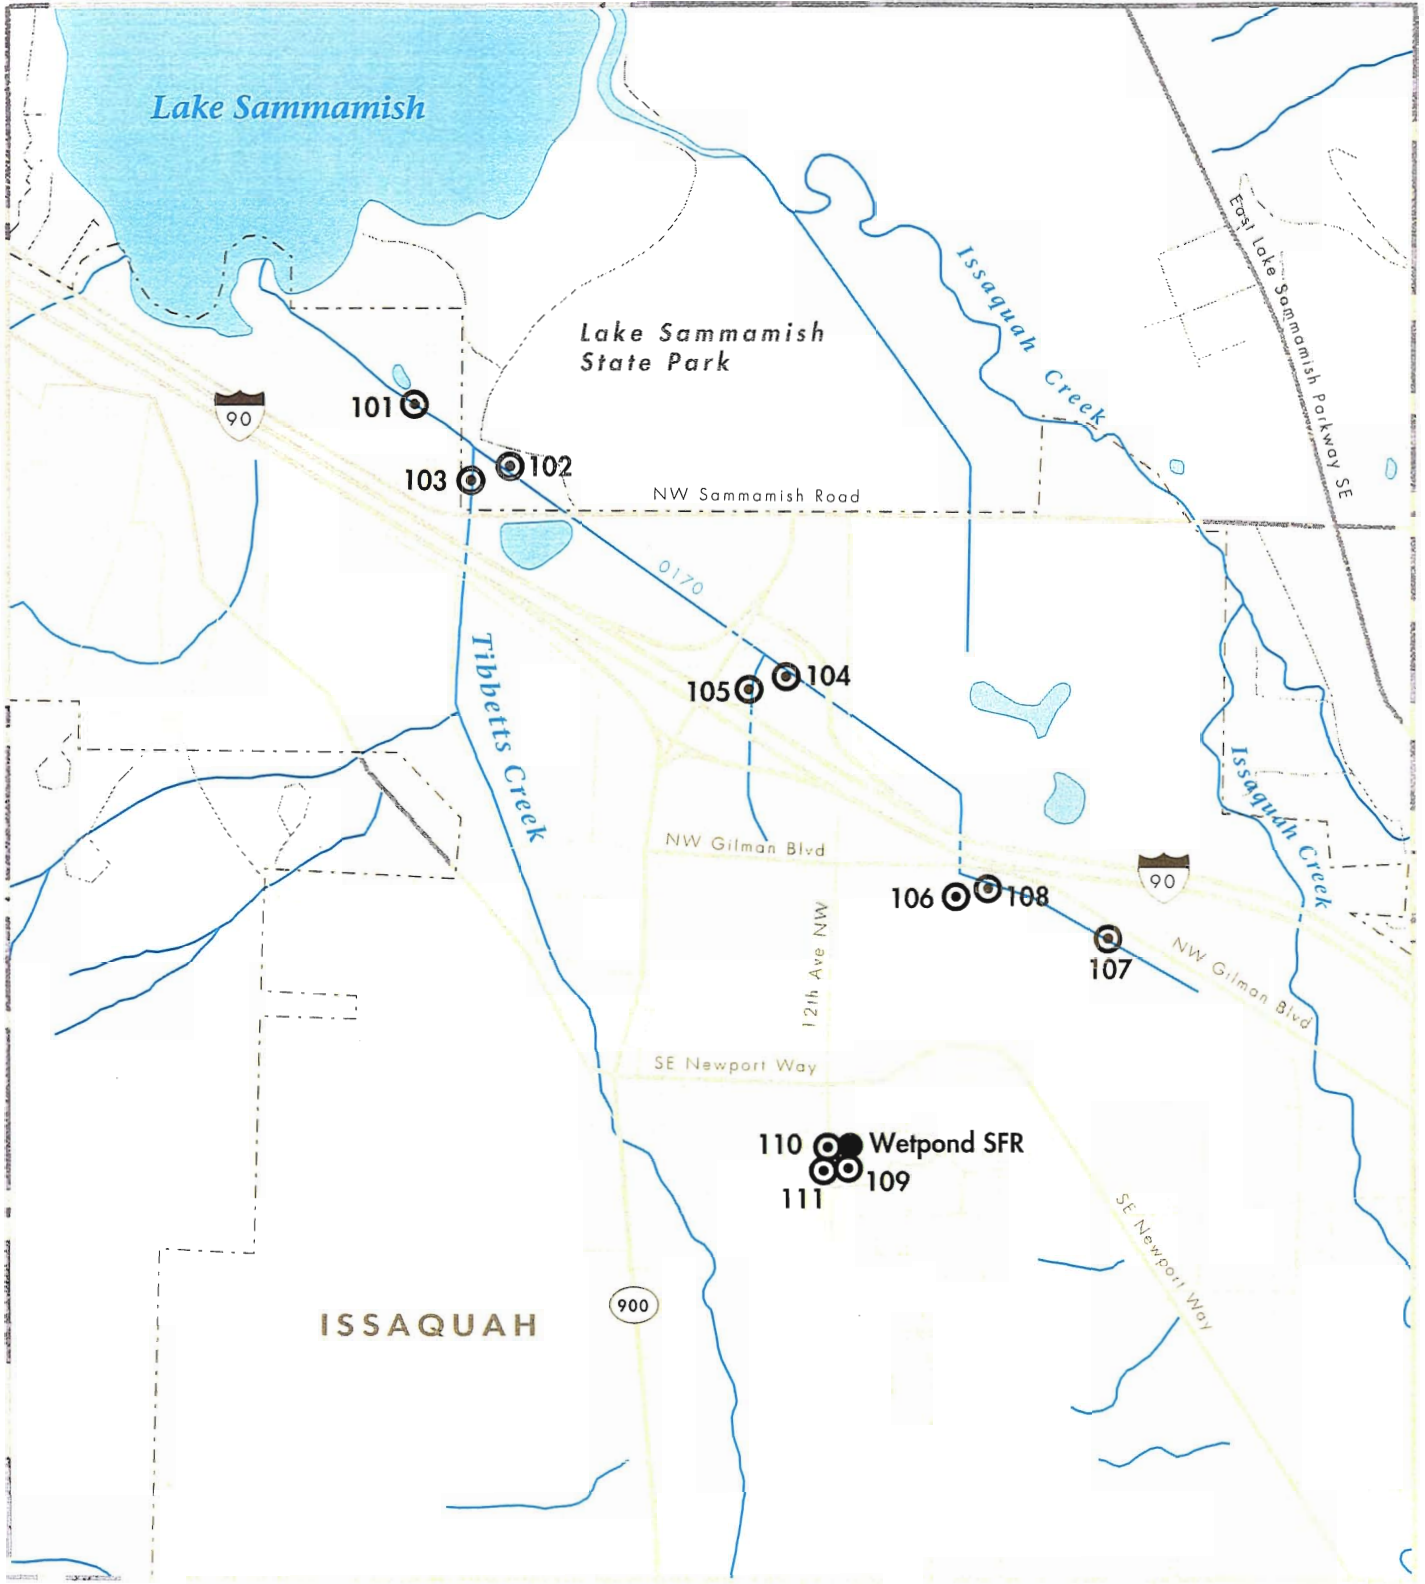 Lake Sammamish
East Lake Sammamish Parkway SE
Issaquah Creek
Lake Sammamish
State Park
101
90
102
103
NW Sammamish Road
0170
Tibbetts Creek
104
105
Issaquah Creek
NW Gilman Blvd
90
106
108
12th Ave NW
107
NW Gilman Blvd
SE Newport Way
110
Wetpond SFR
109
111
SE Newport Way
900
ISSAQUAH